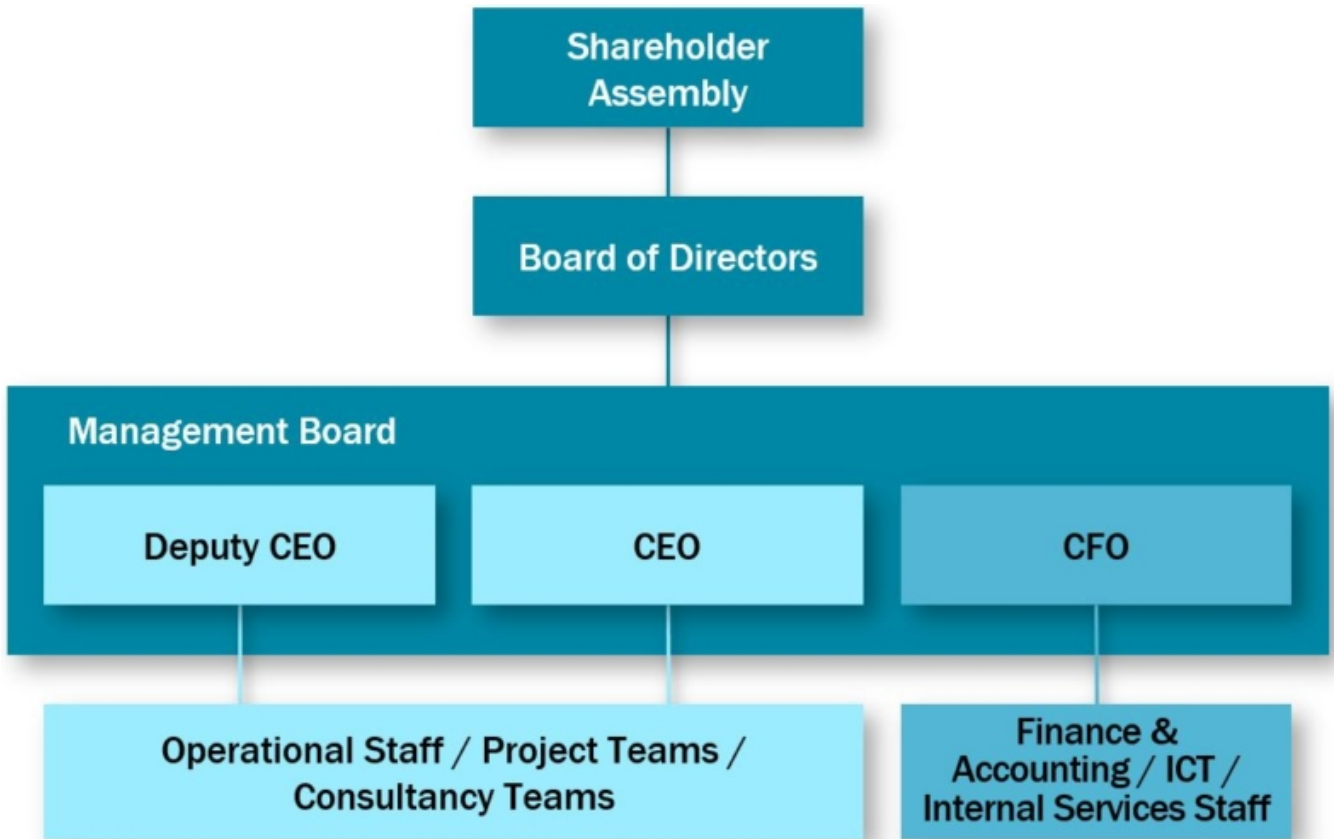 Shareholder
Assembly
Board of Directors
Management Board
Deputy CEO
CEO
CFO
Operational Staff / Project Teams /
Consultancy Teams
Finance &
Accounting / ICT /
Internal Services Staff